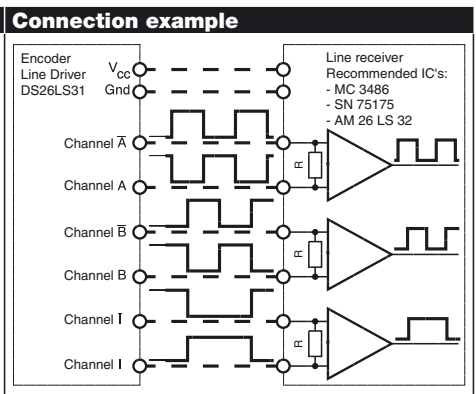 Connection example
Encoder
Line Driver
DS26LS31
VCC
Gnd
Line receiver
Recommended IC's:
- MC 3486
- SN 75175
- AM 26 LS 32
Channel A̅
R
Channel A
Channel B̅
R
Channel B
Channel I̅
R
Channel I